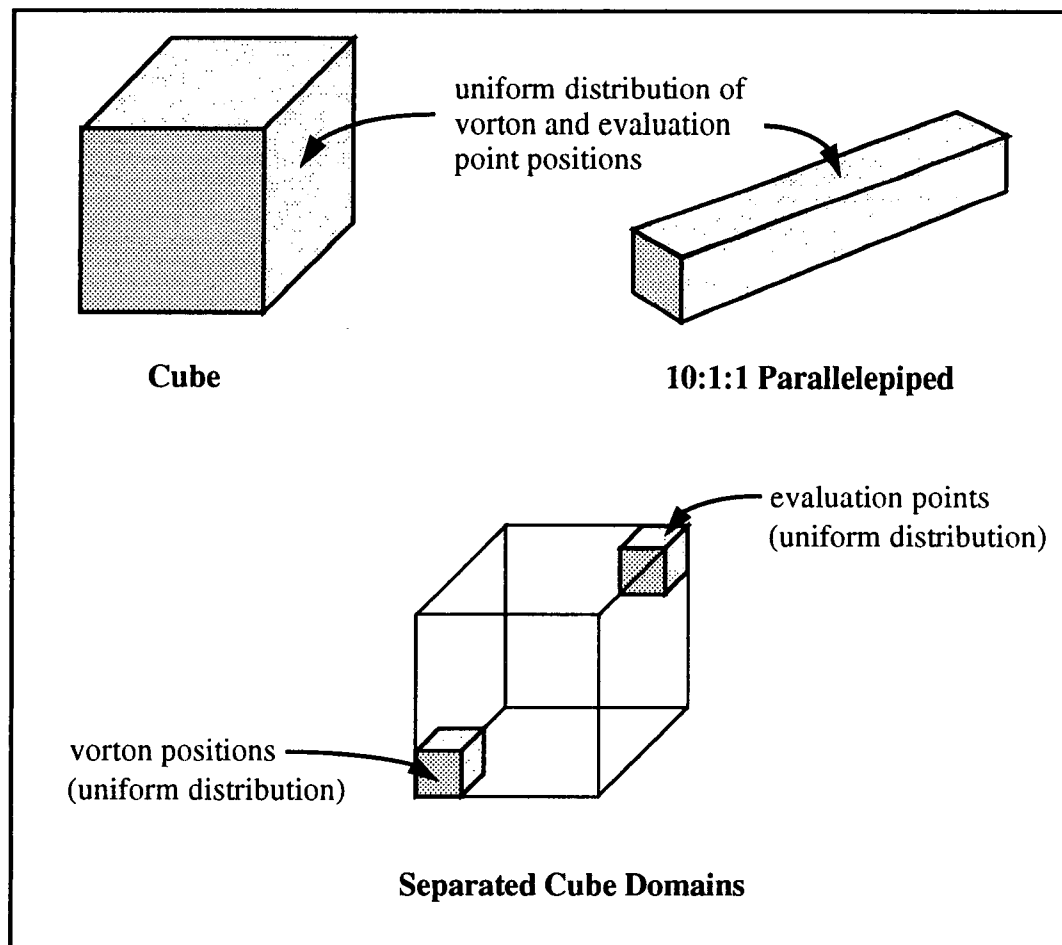 uniform distribution of
vorton and evaluation
point positions
Cube
10:1:1 Parallelepiped
evaluation points
(uniform distribution)
vorton positions
(uniform distribution)
Separated Cube Domains